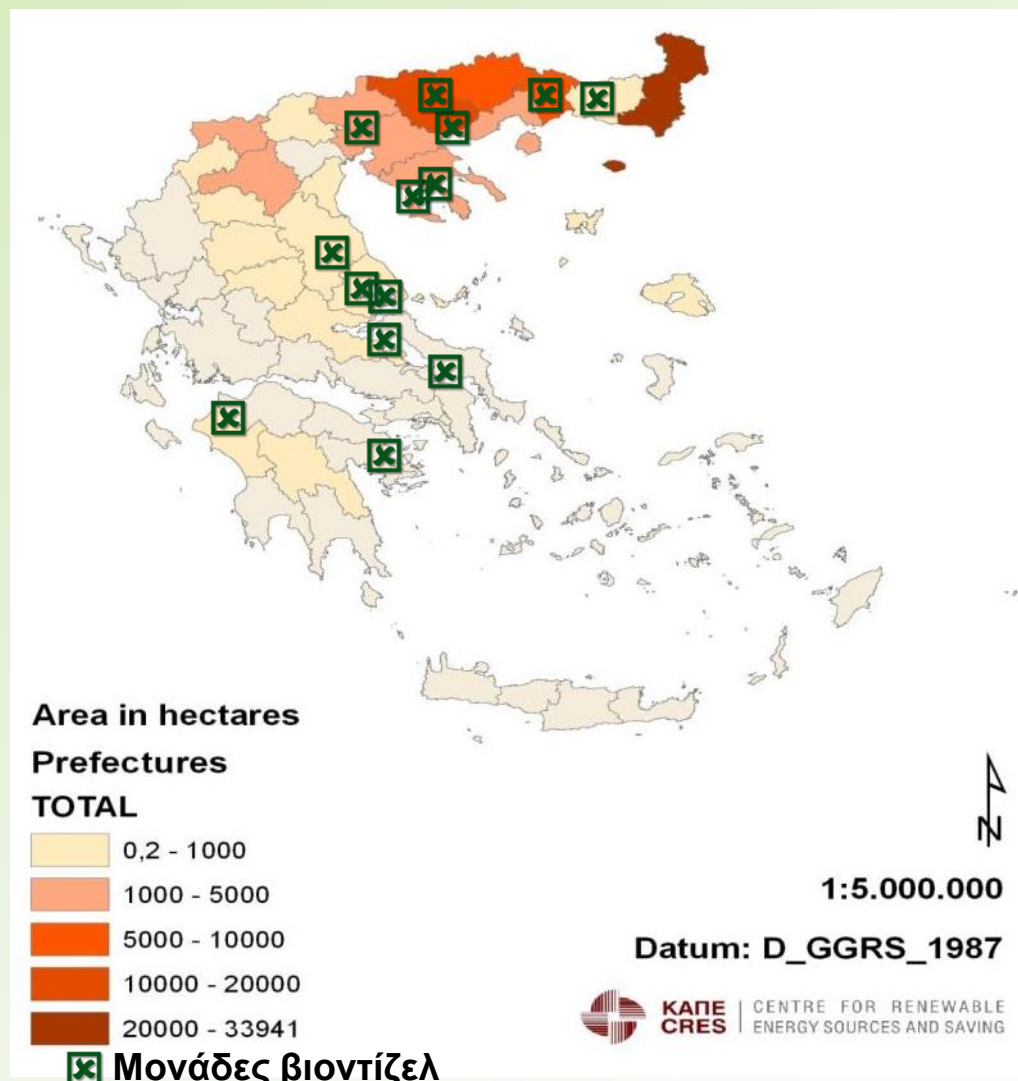 Area in hectares
Prefectures
TOTAL
0,2 - 1000
1000 - 5000
5000 - 10000
10000 - 20000
20000 - 33941
Μονάδες βιοντίζελ
N
1:5.000.000
Datum: D_GGRS_1987
ΚΑΠΕ
CRES
CENTRE FOR RENEWABLE
ENERGY SOURCES AND SAVING